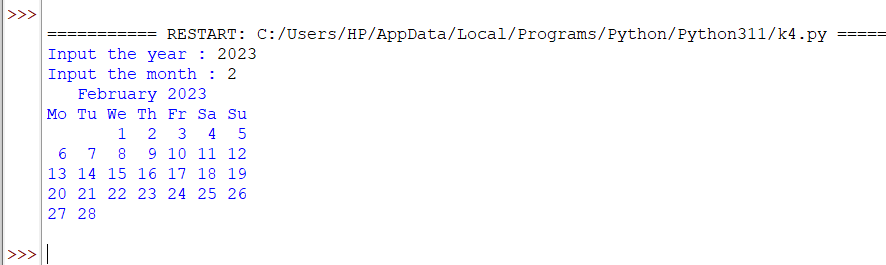 >>>
=========== RESTART: C:/Users/HP/AppData/Local/Programs/Python/Python311/k4.py =====
Input the year : 2023
Input the month : 2
   February 2023
Mo Tu We Th Fr Sa Su
       1  2  3  4  5
 6  7  8  9 10 11 12
13 14 15 16 17 18 19
20 21 22 23 24 25 26
27 28
>>>